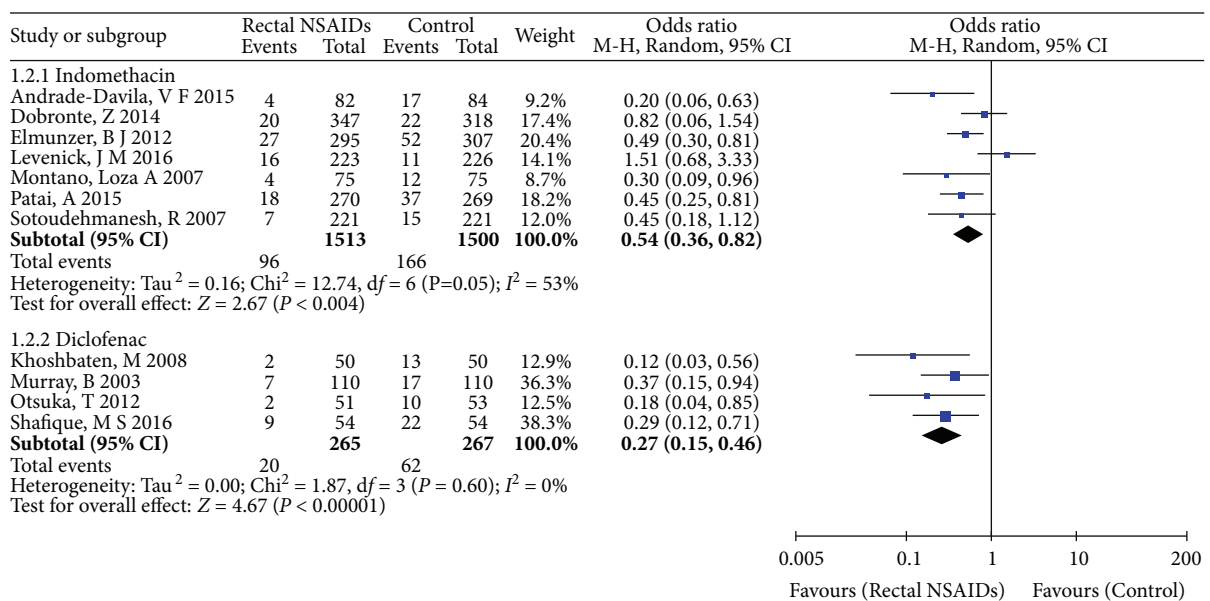 Study or subgroup Rectal NSAIDs Control Weight Odds ratio Odds ratio
Events Total Events Total M-H, Random, 95% CI M-H, Random, 95% CI
1.2.1 Indomethacin
Andrade-Davila, V F 2015 4 82 17 84 9.2% 0.20 (0.06, 0.63)
Dobronte, Z 2014 20 347 22 318 17.4% 0.82 (0.06, 1.54)
Elmunzer, B J 2012 27 295 52 307 20.4% 0.49 (0.30, 0.81)
Levenick, J M 2016 16 223 11 226 14.1% 1.51 (0.68, 3.33)
Montano, Loza A 2007 4 75 12 75 8.7% 0.30 (0.09, 0.96)
Patai, A 2015 18 270 37 269 18.2% 0.45 (0.25, 0.81)
Sotoudehmanesh, R 2007 7 221 15 221 12.0% 0.45 (0.18, 1.12)
Subtotal (95% CI) 1513 1500 100.0% 0.54 (0.36, 0.82)
Total events 96 166
Heterogeneity: Tau² = 0.16; Chi² = 12.74, df = 6 (P=0.05); I² = 53%
Test for overall effect: Z = 2.67 (P < 0.004)
1.2.2 Diclofenac
Khoshbaten, M 2008 2 50 13 50 12.9% 0.12 (0.03, 0.56)
Murray, B 2003 7 110 17 110 36.3% 0.37 (0.15, 0.94)
Otsuka, T 2012 2 51 10 53 12.5% 0.18 (0.04, 0.85)
Shafique, M S 2016 9 54 22 54 38.3% 0.29 (0.12, 0.71)
Subtotal (95% CI) 265 267 100.0% 0.27 (0.15, 0.46)
Total events 20 62
Heterogeneity: Tau² = 0.00; Chi² = 1.87, df = 3 (P = 0.60); I² = 0%
Test for overall effect: Z = 4.67 (P < 0.00001)
0.005 0.1 1 10 200
Favours (Rectal NSAIDs) Favours (Control)